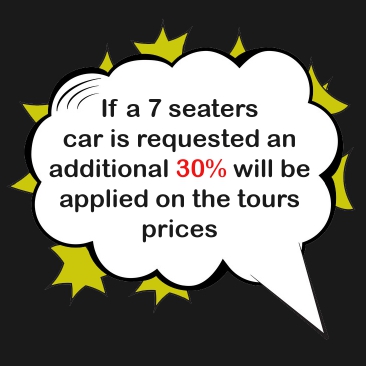 If a 7 seaters
car is requested an
additional 30% will be
applied on the tours
prices